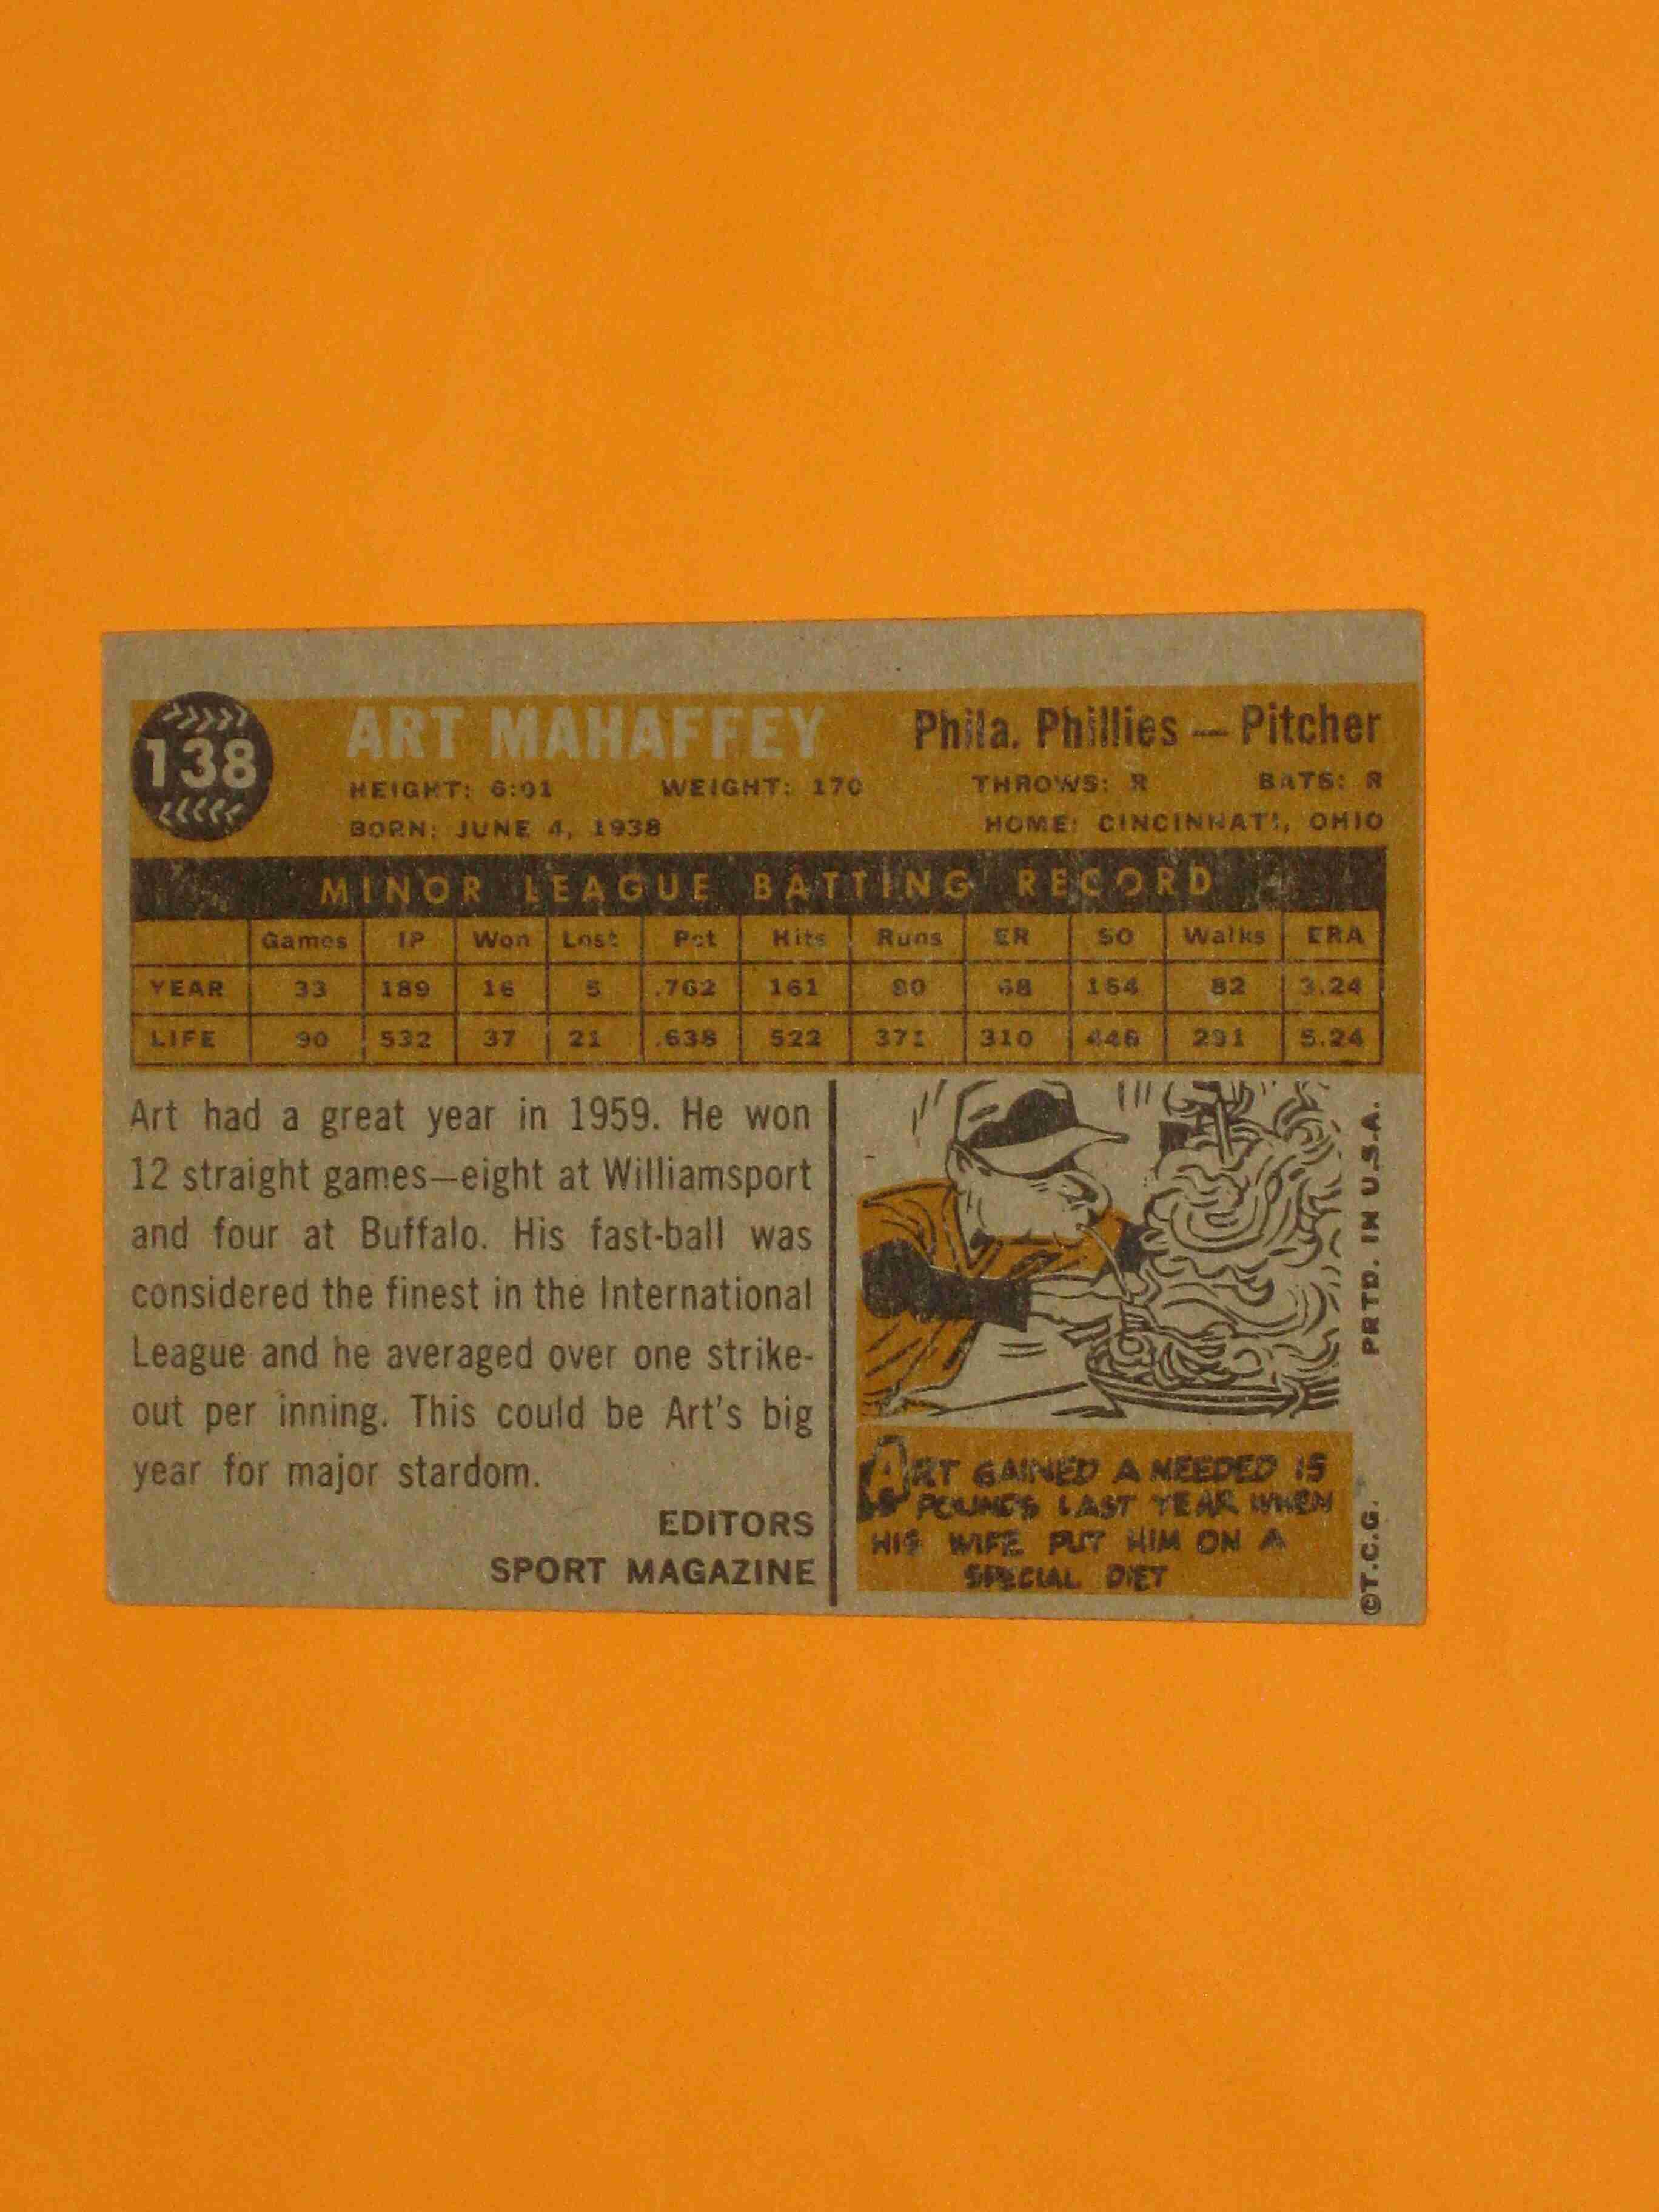 138
ART MAHAFFEY
Phila. Phillies — Pitcher
HEIGHT: 6:01 WEIGHT: 170 THROWS: R BATS: R
BORN: JUNE 4, 1938 HOME: CINCINNATI, OHIO
MINOR LEAGUE BATTING RECORD
Games IP Won Lost Pct Hits Runs ER SO Walks ERA
YEAR 33 189 16 5 .762 161 80 68 164 82 3.24
LIFE 90 532 37 21 .638 522 371 310 446 291 5.24
Art had a great year in 1959. He won
12 straight games—eight at Williamsport
and four at Buffalo. His fast-ball was
considered the finest in the International
League and he averaged over one strike-
out per inning. This could be Art's big
year for major stardom.
EDITORS
SPORT MAGAZINE
ART GAINED A NEEDED 15
POUNDS LAST YEAR WHEN
HIS WIFE PUT HIM ON A
SPECIAL DIET
©T.C.G. PRTD. IN U.S.A.